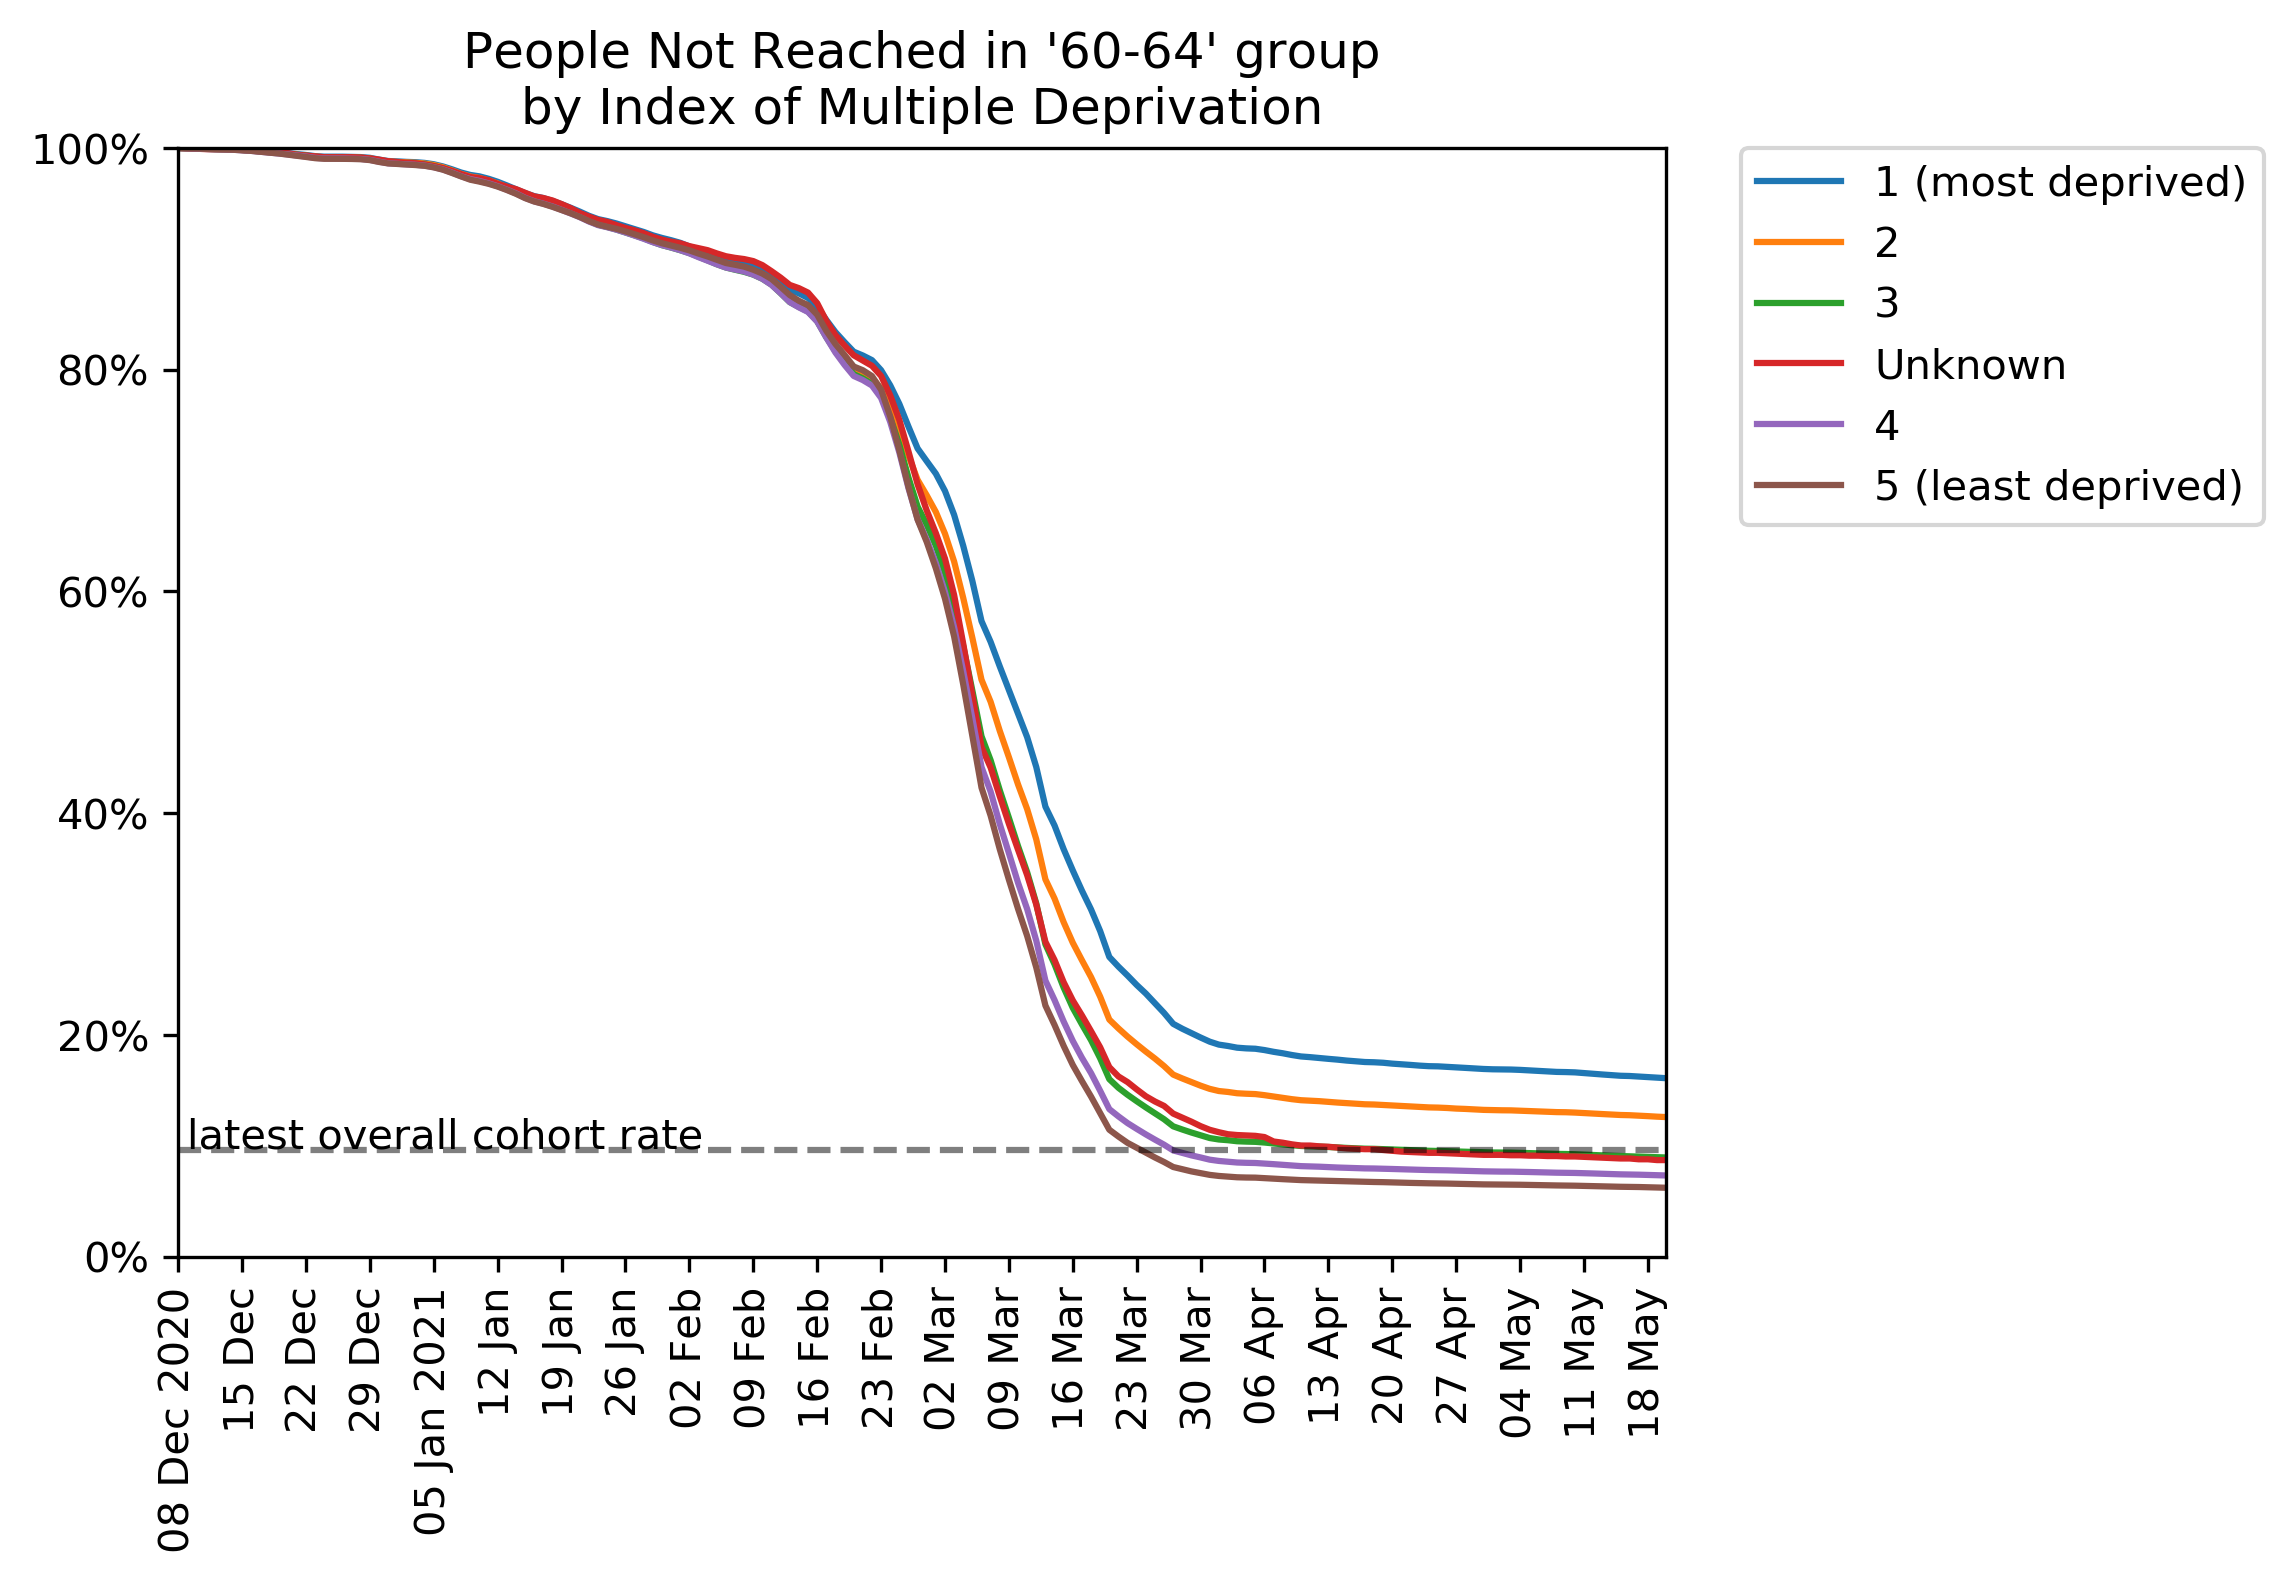 People Not Reached in '60-64' group
by Index of Multiple Deprivation
100%
80%
60%
40%
20%
0%
latest overall cohort rate
08 Dec 2020
15 Dec
22 Dec
29 Dec
05 Jan 2021
12 Jan
19 Jan
26 Jan
02 Feb
09 Feb
16 Feb
23 Feb
02 Mar
09 Mar
16 Mar
23 Mar
30 Mar
06 Apr
13 Apr
20 Apr
27 Apr
04 May
11 May
18 May
1 (most deprived)
2
3
Unknown
4
5 (least deprived)